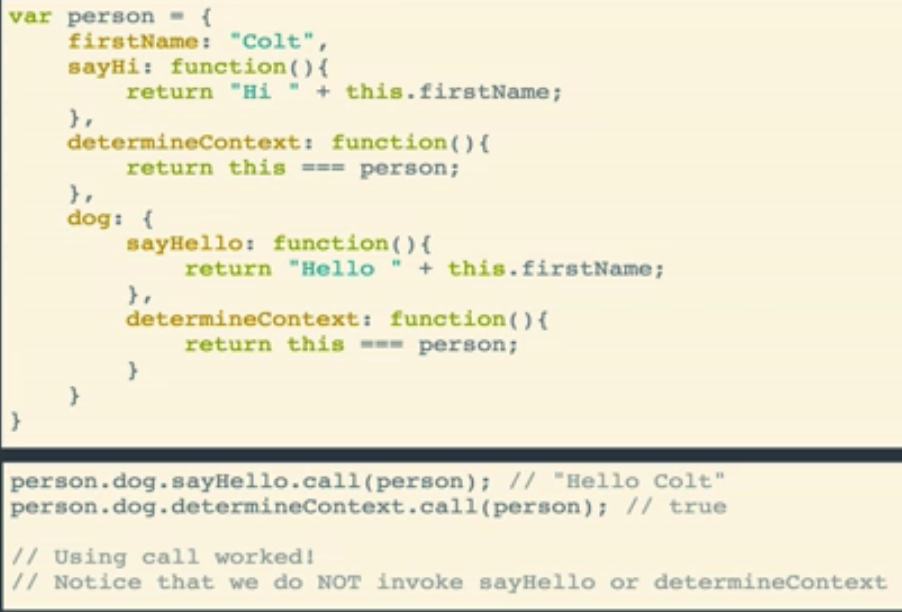 var person = {
    firstName: "Colt",
    sayHi: function(){
        return "Hi " + this.firstName;
    },
    determineContext: function(){
        return this === person;
    },
    dog: {
        sayHello: function(){
            return "Hello " + this.firstName;
        },
        determineContext: function(){
            return this === person;
        }
    }
}
person.dog.sayHello.call(person); // "Hello Colt"
person.dog.determineContext.call(person); // true

// Using call worked!
// Notice that we do NOT invoke sayHello or determineContext